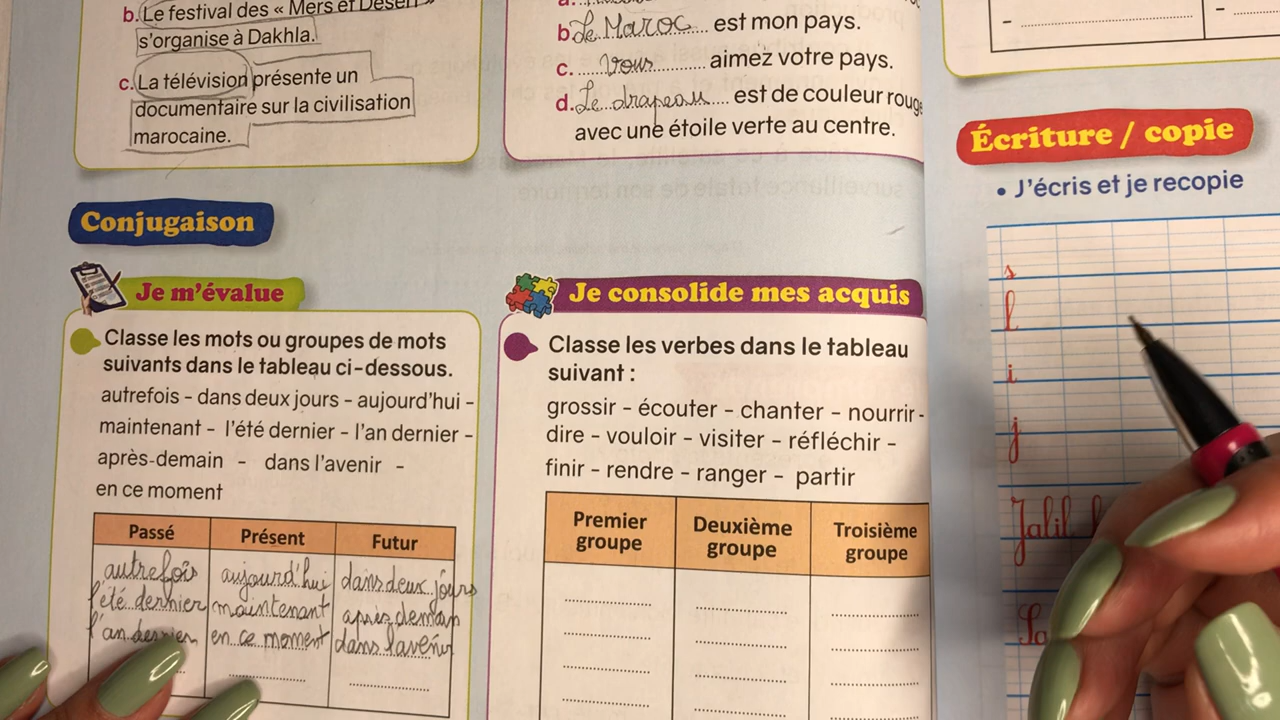 b. Le festival des « Mers et Désert »
s'organise à Dakhla.
c. La télévision présente un
documentaire sur la civilisation
marocaine.
a.
b. Le Maroc est mon pays.
c. vous aimez votre pays.
d. Le drapeau est de couleur rouge
avec une étoile verte au centre.
Conjugaison
Je m'évalue
Classe les mots ou groupes de mots
suivants dans le tableau ci-dessous.
autrefois - dans deux jours - aujourd'hui -
maintenant - l'été dernier - l'an dernier -
après-demain - dans l'avenir -
en ce moment
Passé Présent Futur
autrefois aujourd'hui dans deux jours
l'été dernier maintenant après demain
l'an dernier en ce moment dans lavenir
Je consolide mes acquis
Classe les verbes dans le tableau
suivant :
grossir - écouter - chanter - nourrir -
dire - vouloir - visiter - réfléchir -
finir - rendre - ranger - partir
Premier groupe Deuxième groupe Troisième groupe
Écriture / copie
• J'écris et je recopie
s
l
i
j
Jalil